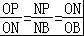 OP/ON = NP/NB = ON/OB